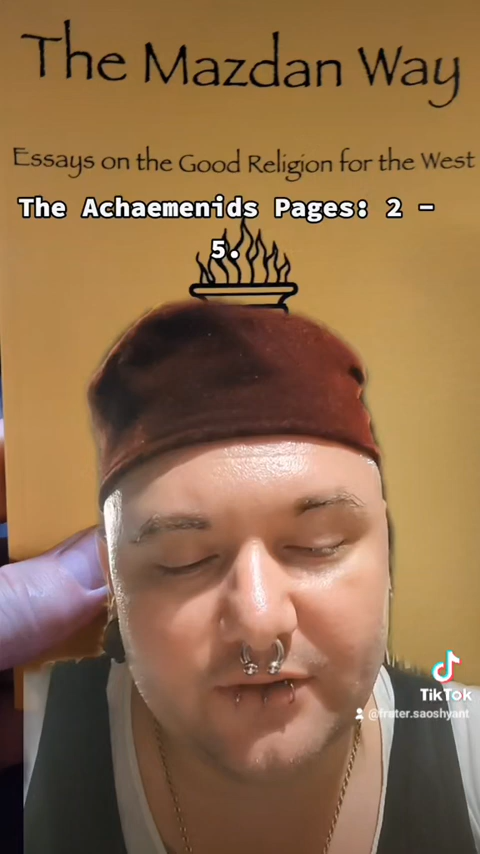 The Mazdan Way
Essays on the Good Religion for the West
The Achaemenids Pages: 2 -
5.
TikTok
@frater.saoshyant